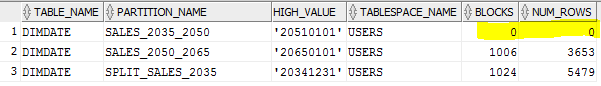 TABLE_NAME PARTITION_NAME HIGH_VALUE TABLESPACE_NAME BLOCKS NUM_ROWS
1 DIMDATE SALES_2035_2050 '20510101' USERS 0 0
2 DIMDATE SALES_2050_2065 '20650101' USERS 1006 3653
3 DIMDATE SPLIT_SALES_2035 '20341231' USERS 1024 5479